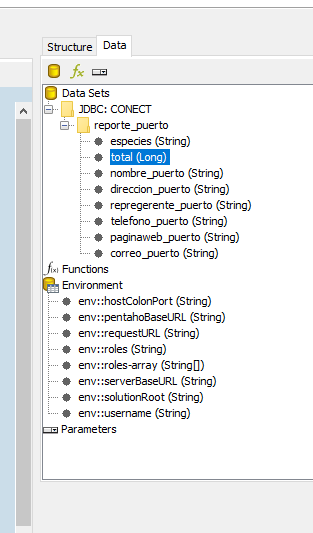 Structure Data
Data Sets
JDBC: CONECT
reporte_puerto
especies (String)
total (Long)
nombre_puerto (String)
direccion_puerto (String)
repregerente_puerto (String)
telefono_puerto (String)
paginaweb_puerto (String)
correo_puerto (String)
Functions
Environment
env::hostColonPort (String)
env::pentahoBaseURL (String)
env::requestURL (String)
env::roles (String)
env::roles-array (String[])
env::serverBaseURL (String)
env::solutionRoot (String)
env::username (String)
Parameters